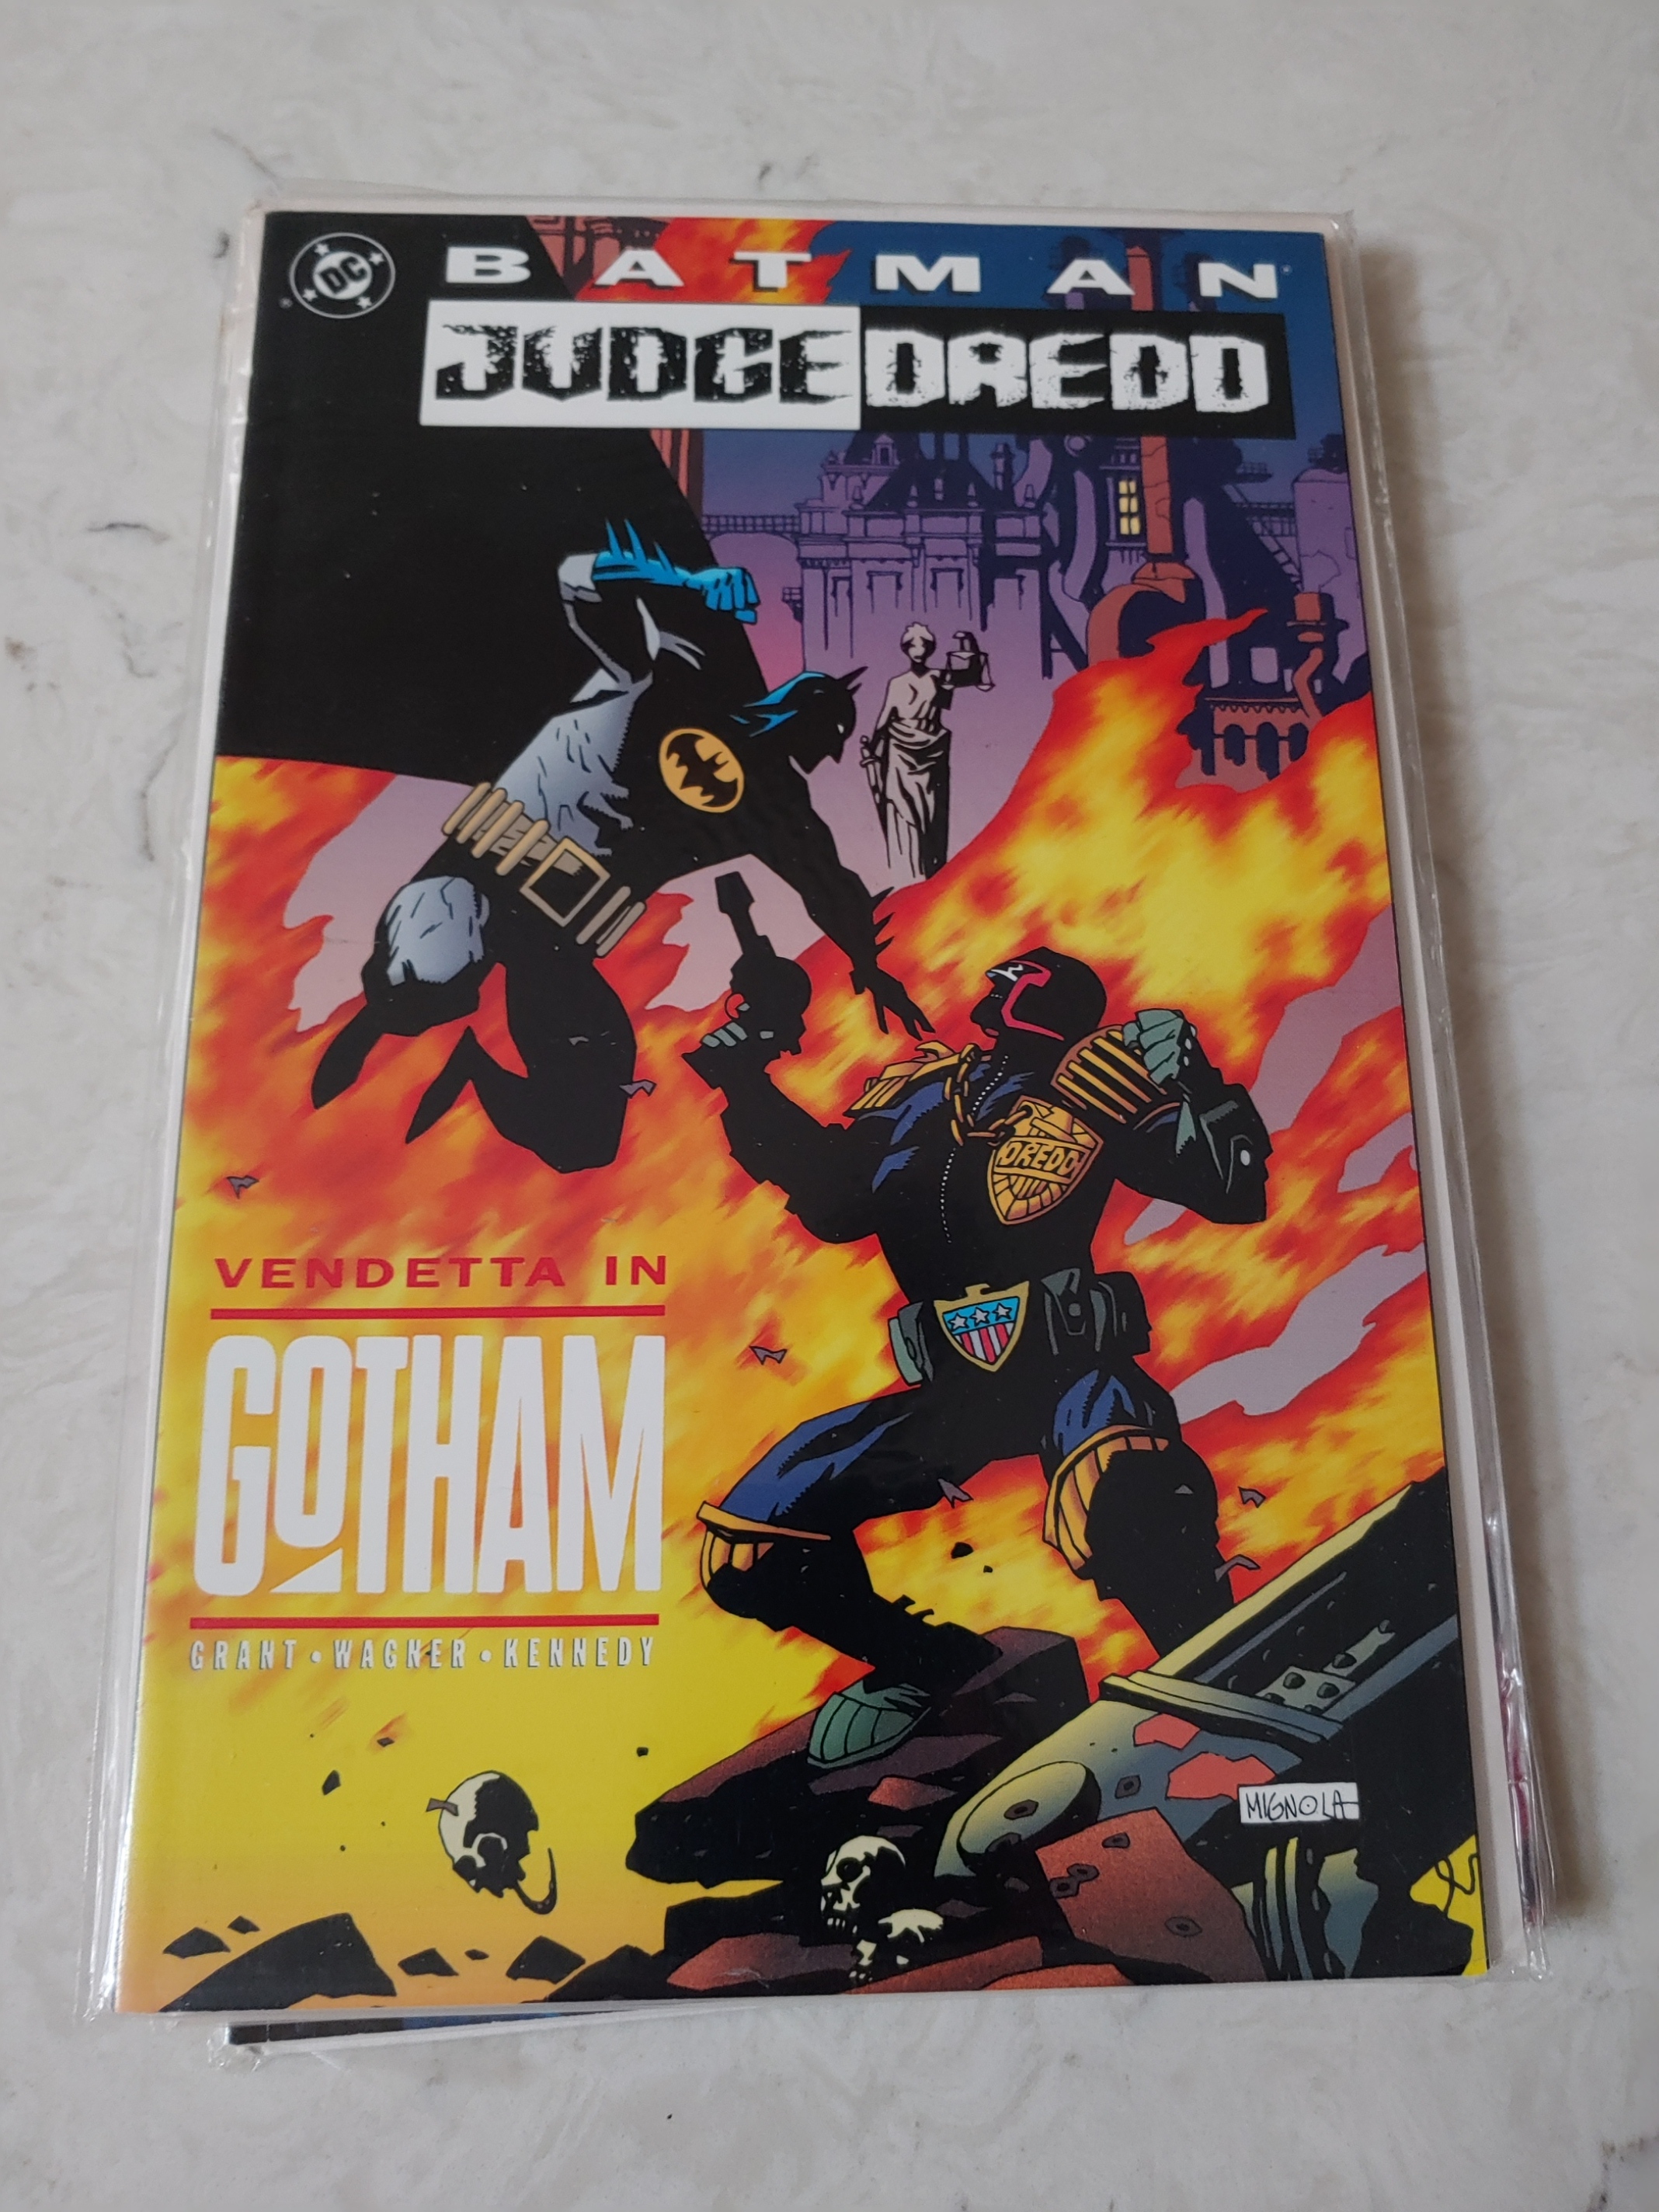 DC
BATMAN
JUDGE DREDD
DREDD
VENDETTA IN
GOTHAM
GRANT • WAGNER • KENNEDY
MIGNOLA